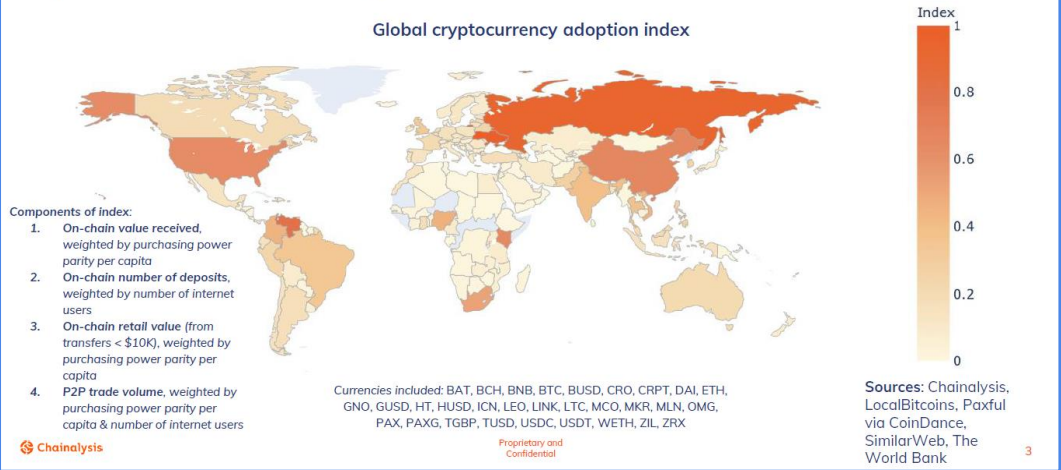 Global cryptocurrency adoption index
Index
1
0.8
0.6
0.4
0.2
0
Components of index:
1. On-chain value received,
weighted by purchasing power
parity per capita
2. On-chain number of deposits,
weighted by number of internet
users
3. On-chain retail value (from
transfers < $10K), weighted by
purchasing power parity per
capita
4. P2P trade volume, weighted by
purchasing power parity per
capita & number of internet users
Currencies included: BAT, BCH, BNB, BTC, BUSD, CRO, CRPT, DAI, ETH,
GNO, GUSD, HT, HUSD, ICN, LEO, LINK, LTC, MCO, MKR, MLN, OMG,
PAX, PAXG, TGBP, TUSD, USDC, USDT, WETH, ZIL, ZRX
Sources: Chainalysis,
LocalBitcoins, Paxful
via CoinDance,
SimilarWeb, The
World Bank
Chainalysis
Proprietary and
Confidential
3